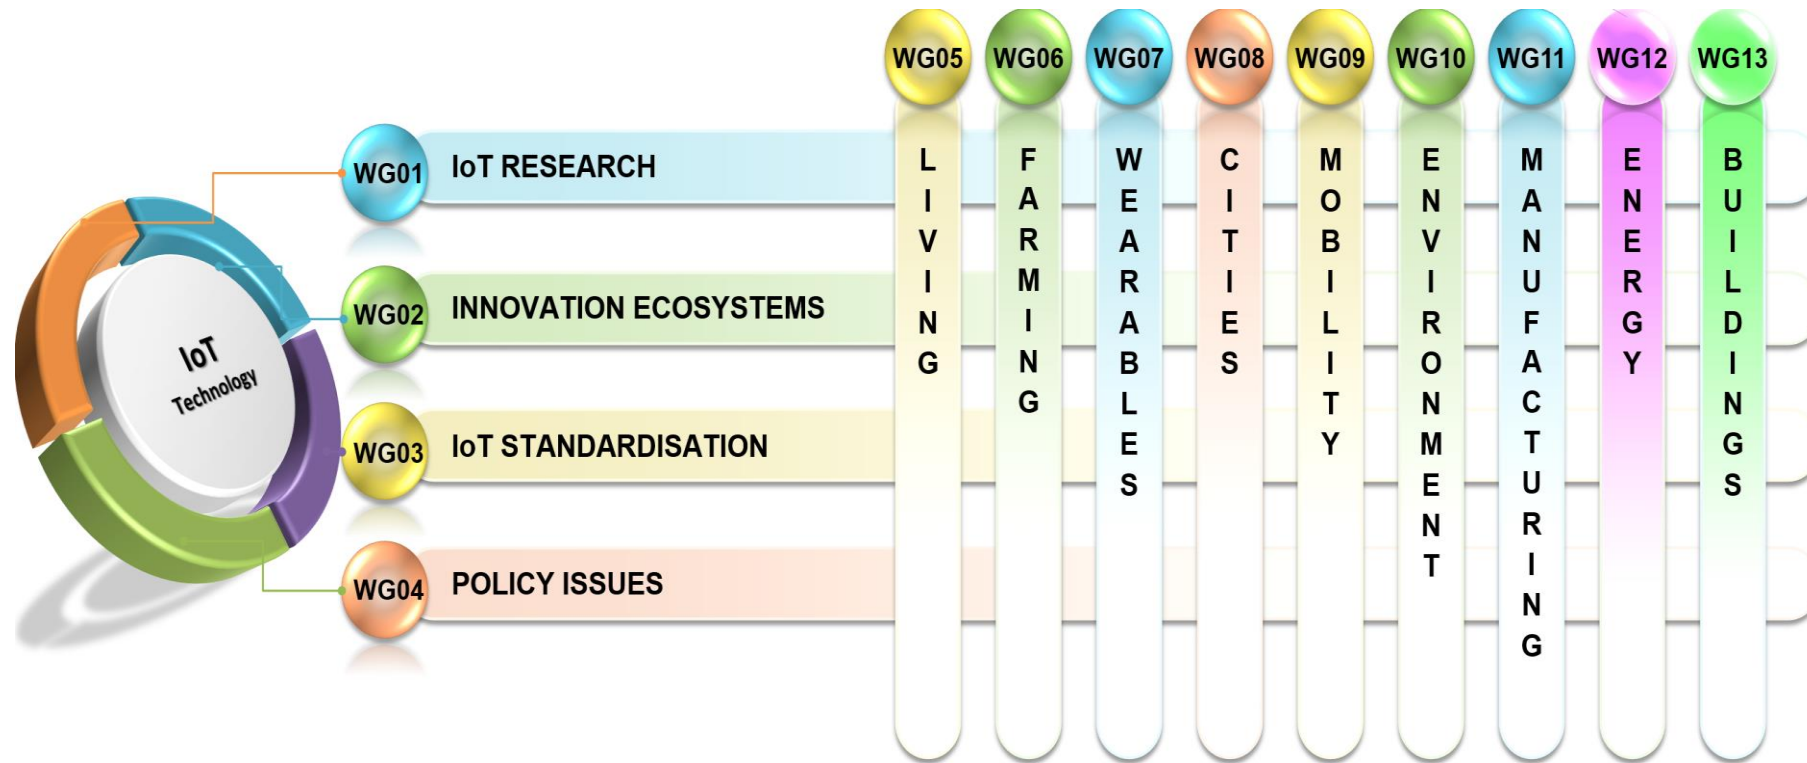 WG05 WG06 WG07 WG08 WG09 WG10 WG11 WG12 WG13
WG01 IoT RESEARCH
WG02 INNOVATION ECOSYSTEMS
WG03 IoT STANDARDISATION
WG04 POLICY ISSUES
IoT
Technology
LIVING
FARMING
WEARABLES
CITIES
MOBILITY
ENVIRONMENT
MANUFACTURING
ENERGY
BUILDINGS